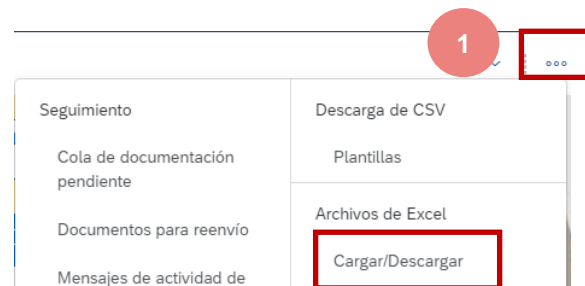 1
Seguimiento
Cola de documentación
pendiente
Documentos para reenvío
Mensajes de actividad de
Descarga de CSV
Plantillas
Archivos de Excel
Cargar/Descargar